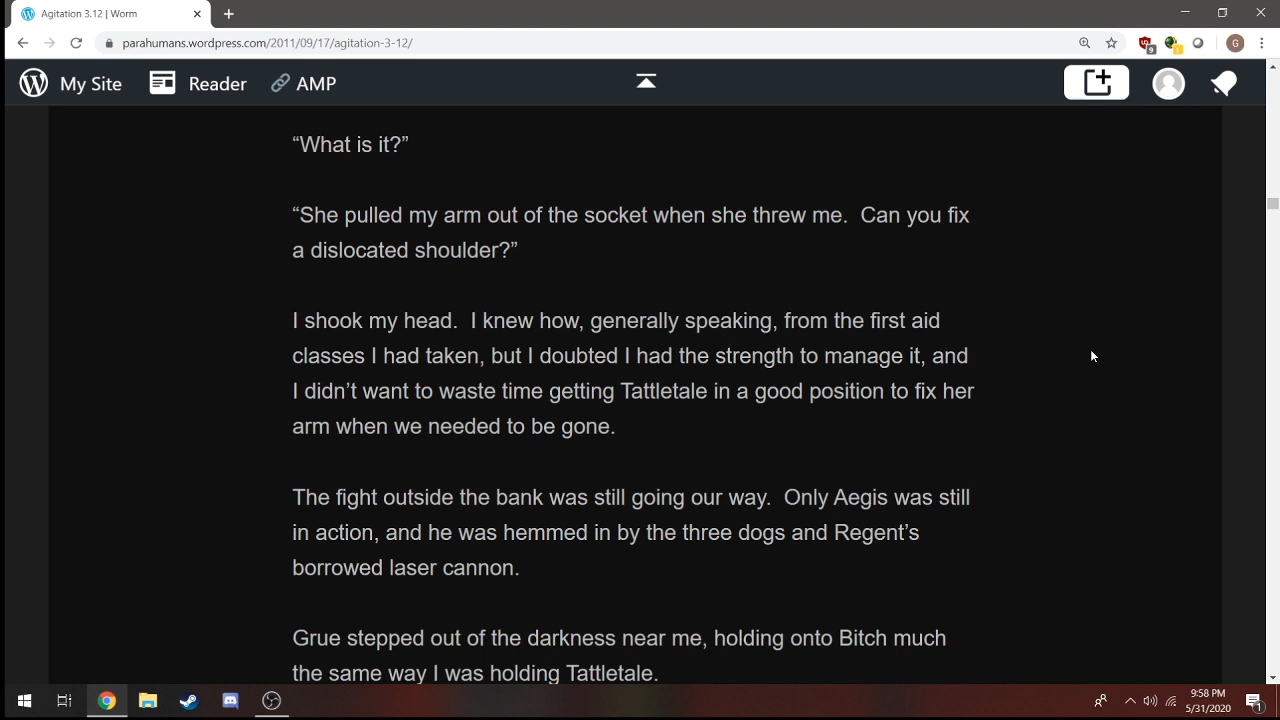 Agitation 3.12 | Worm
parahumans.wordpress.com/2011/09/17/agitation-3-12/
9
G
My Site
Reader
AMP
“What is it?”
“She pulled my arm out of the socket when she threw me.  Can you fix
a dislocated shoulder?”
I shook my head.  I knew how, generally speaking, from the first aid
classes I had taken, but I doubted I had the strength to manage it, and
I didn’t want to waste time getting Tattletale in a good position to fix her
arm when we needed to be gone.
The fight outside the bank was still going our way.  Only Aegis was still
in action, and he was hemmed in by the three dogs and Regent’s
borrowed laser cannon.
Grue stepped out of the darkness near me, holding onto Bitch much
the same way I was holding Tattletale.
9:58 PM
5/31/2020
1